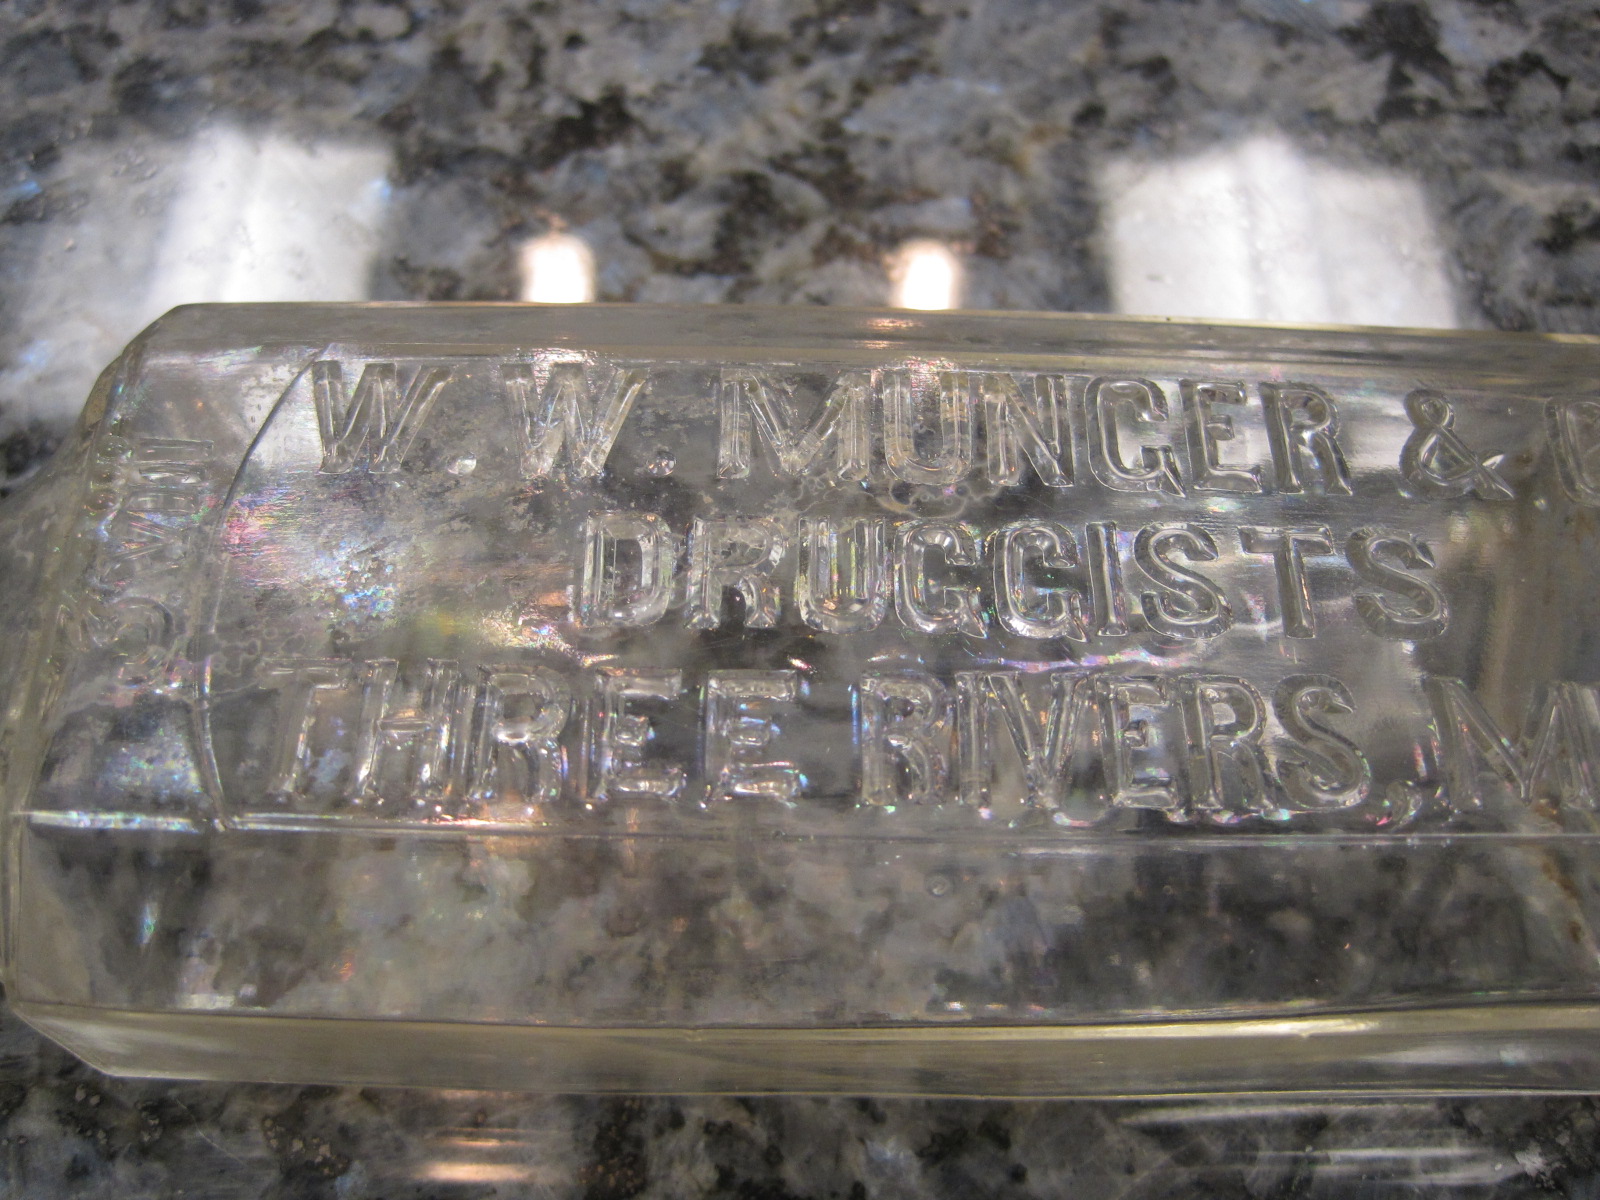 W. W. MUNGER & C
DRUGGISTS
THREE RIVERS, M